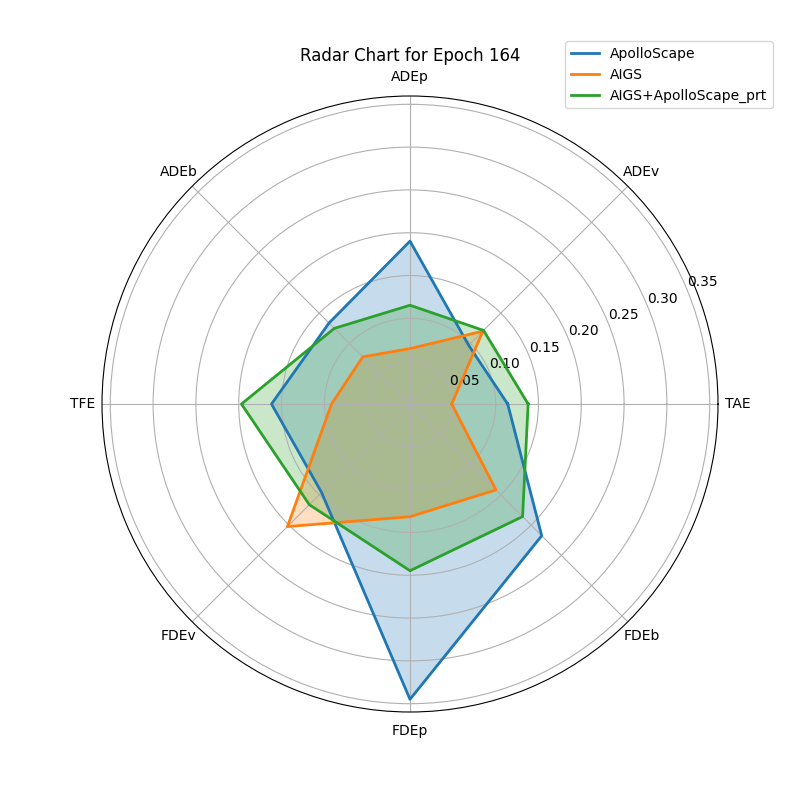 Radar Chart for Epoch 164
ApolloScape
AIGS
AIGS+ApolloScape_prt
ADEp
ADEb
ADEv
0.35
0.30
0.25
0.20
0.15
0.10
0.05
TFE
TAE
FDEv
FDEb
FDEp